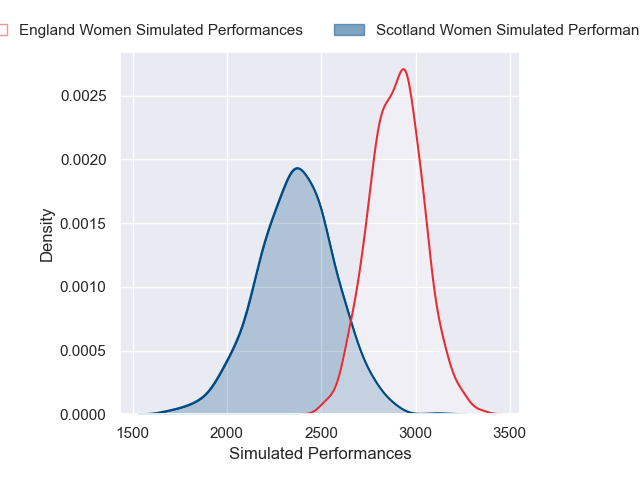 England Women Simulated Performances
Scotland Women Simulated Performan
0.0025
0.0020
0.0015
0.0010
0.0005
0.0000
Density
1500 2000 2500 3000 3500
Simulated Performances